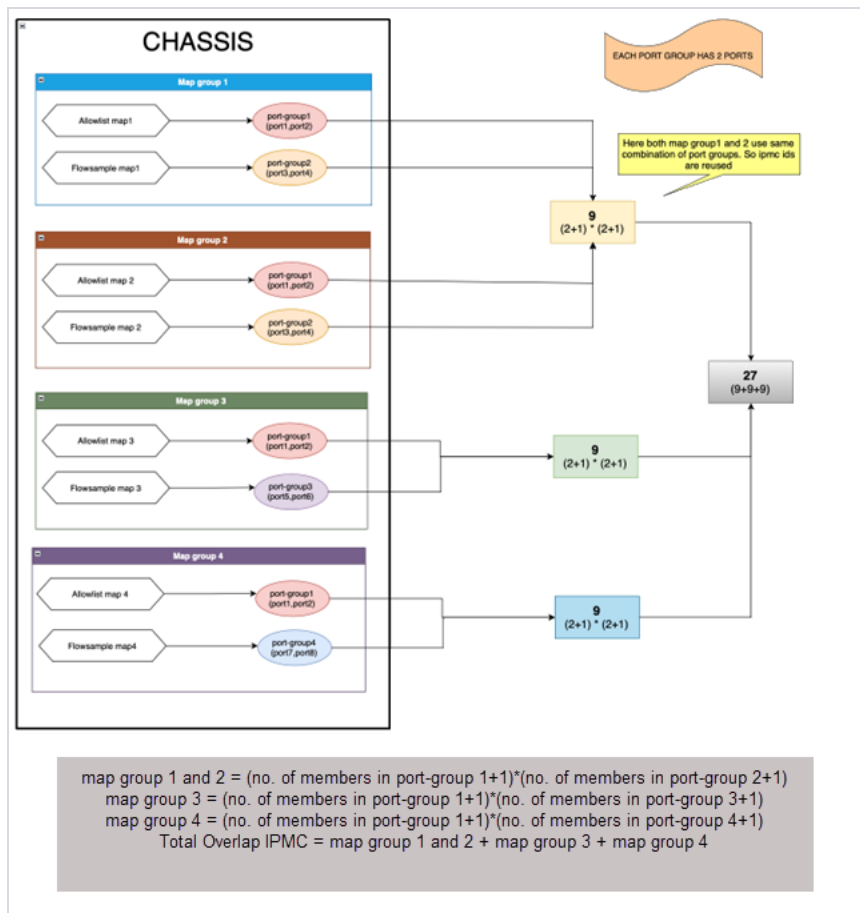 CHASSIS
EACH PORT GROUP HAS 2 PORTS
Map group 1
Allowlist map1
port-group1
(port1,port2)
Flowsample map1
port-group2
(port3,port4)
Here both map group1 and 2 use same
combination of port groups. So ipmc ids
are reused
9
(2+1) * (2+1)
Map group 2
Allowlist map 2
port-group1
(port1,port2)
Flowsample map 2
port-group2
(port3,port4)
27
(9+9+9)
Map group 3
Allowlist map 3
port-group1
(port1,port2)
Flowsample map 3
port-group3
(port5,port6)
9
(2+1) * (2+1)
Map group 4
Allowlist map 4
port-group1
(port1,port2)
Flowsample map4
port-group4
(port7,port8)
9
(2+1) * (2+1)
map group 1 and 2 = (no. of members in port-group 1+1)*(no. of members in port-group 2+1)
map group 3 = (no. of members in port-group 1+1)*(no. of members in port-group 3+1)
map group 4 = (no. of members in port-group 1+1)*(no. of members in port-group 4+1)
Total Overlap IPMC = map group 1 and 2 + map group 3 + map group 4